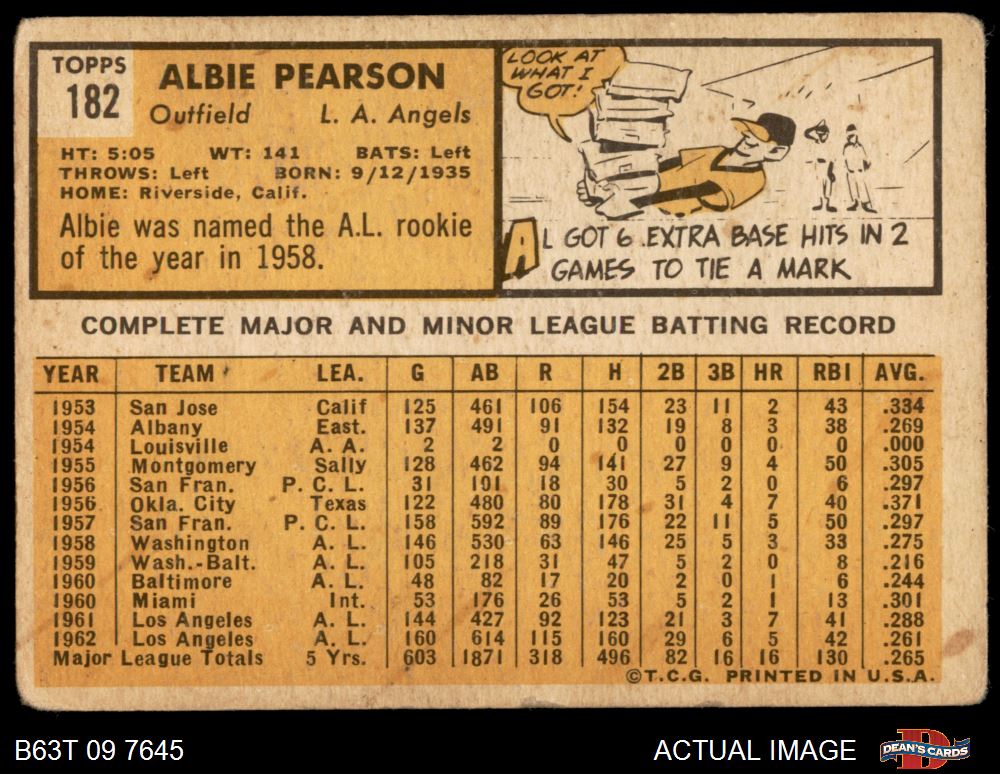 TOPPS
182
ALBIE PEARSON
Outfield L. A. Angels
HT: 5:05 WT: 141 BATS: Left
THROWS: Left BORN: 9/12/1935
HOME: Riverside, Calif.
Albie was named the A.L. rookie
of the year in 1958.
LOOK AT
WHAT I
GOT!
AL GOT 6 EXTRA BASE HITS IN 2
GAMES TO TIE A MARK
COMPLETE MAJOR AND MINOR LEAGUE BATTING RECORD
YEAR TEAM LEA. G AB R H 2B 3B HR RBI AVG.
1953 San Jose Calif 125 461 106 154 23 11 2 43 .334
1954 Albany East. 137 491 91 132 19 8 3 38 .269
1954 Louisville A. A. 2 2 0 0 0 0 0 0 .000
1955 Montgomery Sally 128 462 94 141 27 9 4 50 .305
1956 San Fran. P. C. L. 31 101 18 30 5 2 0 6 .297
1956 Okla. City Texas 122 480 80 178 31 4 7 40 .371
1957 San Fran. P. C. L. 158 592 89 176 22 11 5 50 .297
1958 Washington A. L. 146 530 63 146 25 5 3 33 .275
1959 Wash.-Balt. A. L. 105 218 31 47 5 2 0 8 .216
1960 Baltimore A. L. 48 82 17 20 2 0 1 6 .244
1960 Miami Int. 53 176 26 53 5 2 1 13 .301
1961 Los Angeles A. L. 144 427 92 123 21 3 7 41 .288
1962 Los Angeles A. L. 160 614 115 160 29 6 5 42 .261
Major League Totals 5 Yrs. 603 1871 318 496 82 16 16 130 .265
©T.C.G. PRINTED IN U.S.A.
B63T 09 7645 ACTUAL IMAGE DEAN'S CARDS